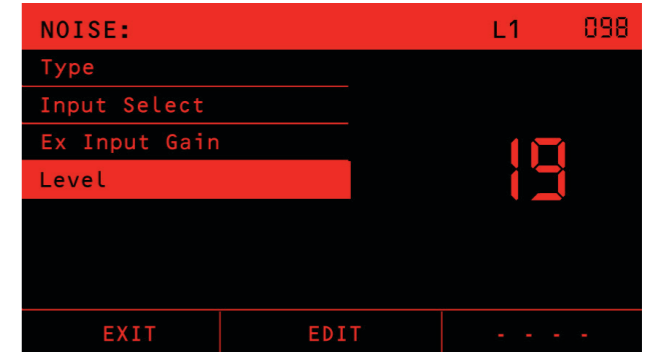 NOISE: L1 098
Type
Input Select
Ex Input Gain
Level
19
EXIT EDIT - - - -